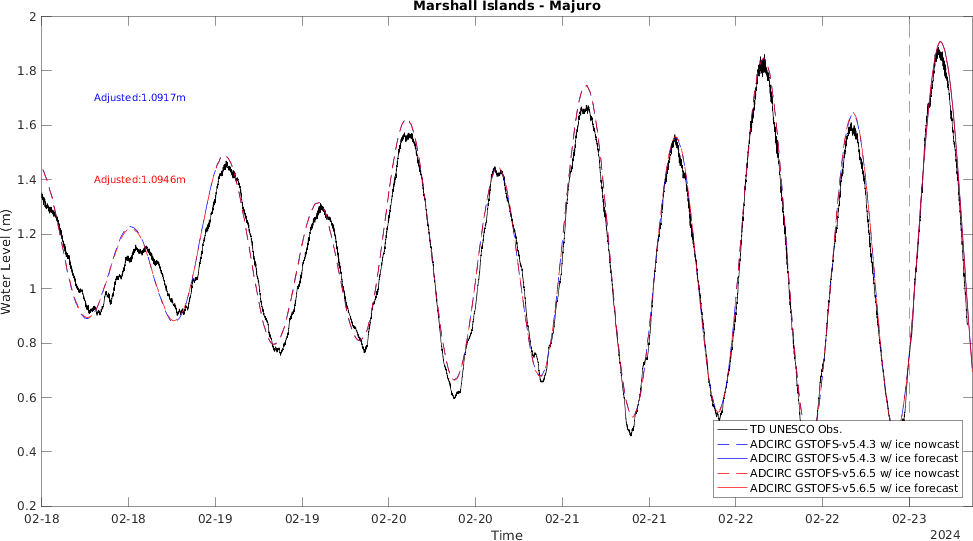 Marshall Islands - Majuro
2
1.8
1.6
1.4
1.2
1
0.8
0.6
0.4
0.2
Water Level (m)
Adjusted:1.0917m
Adjusted:1.0946m
TD UNESCO Obs.
ADCIRC GSTOFS-v5.4.3 w/ ice nowcast
ADCIRC GSTOFS-v5.4.3 w/ ice forecast
ADCIRC GSTOFS-v5.6.5 w/ ice nowcast
ADCIRC GSTOFS-v5.6.5 w/ ice forecast
02-18 02-18 02-19 02-19 02-20 02-20 02-21 02-21 02-22 02-22 02-23
Time
2024